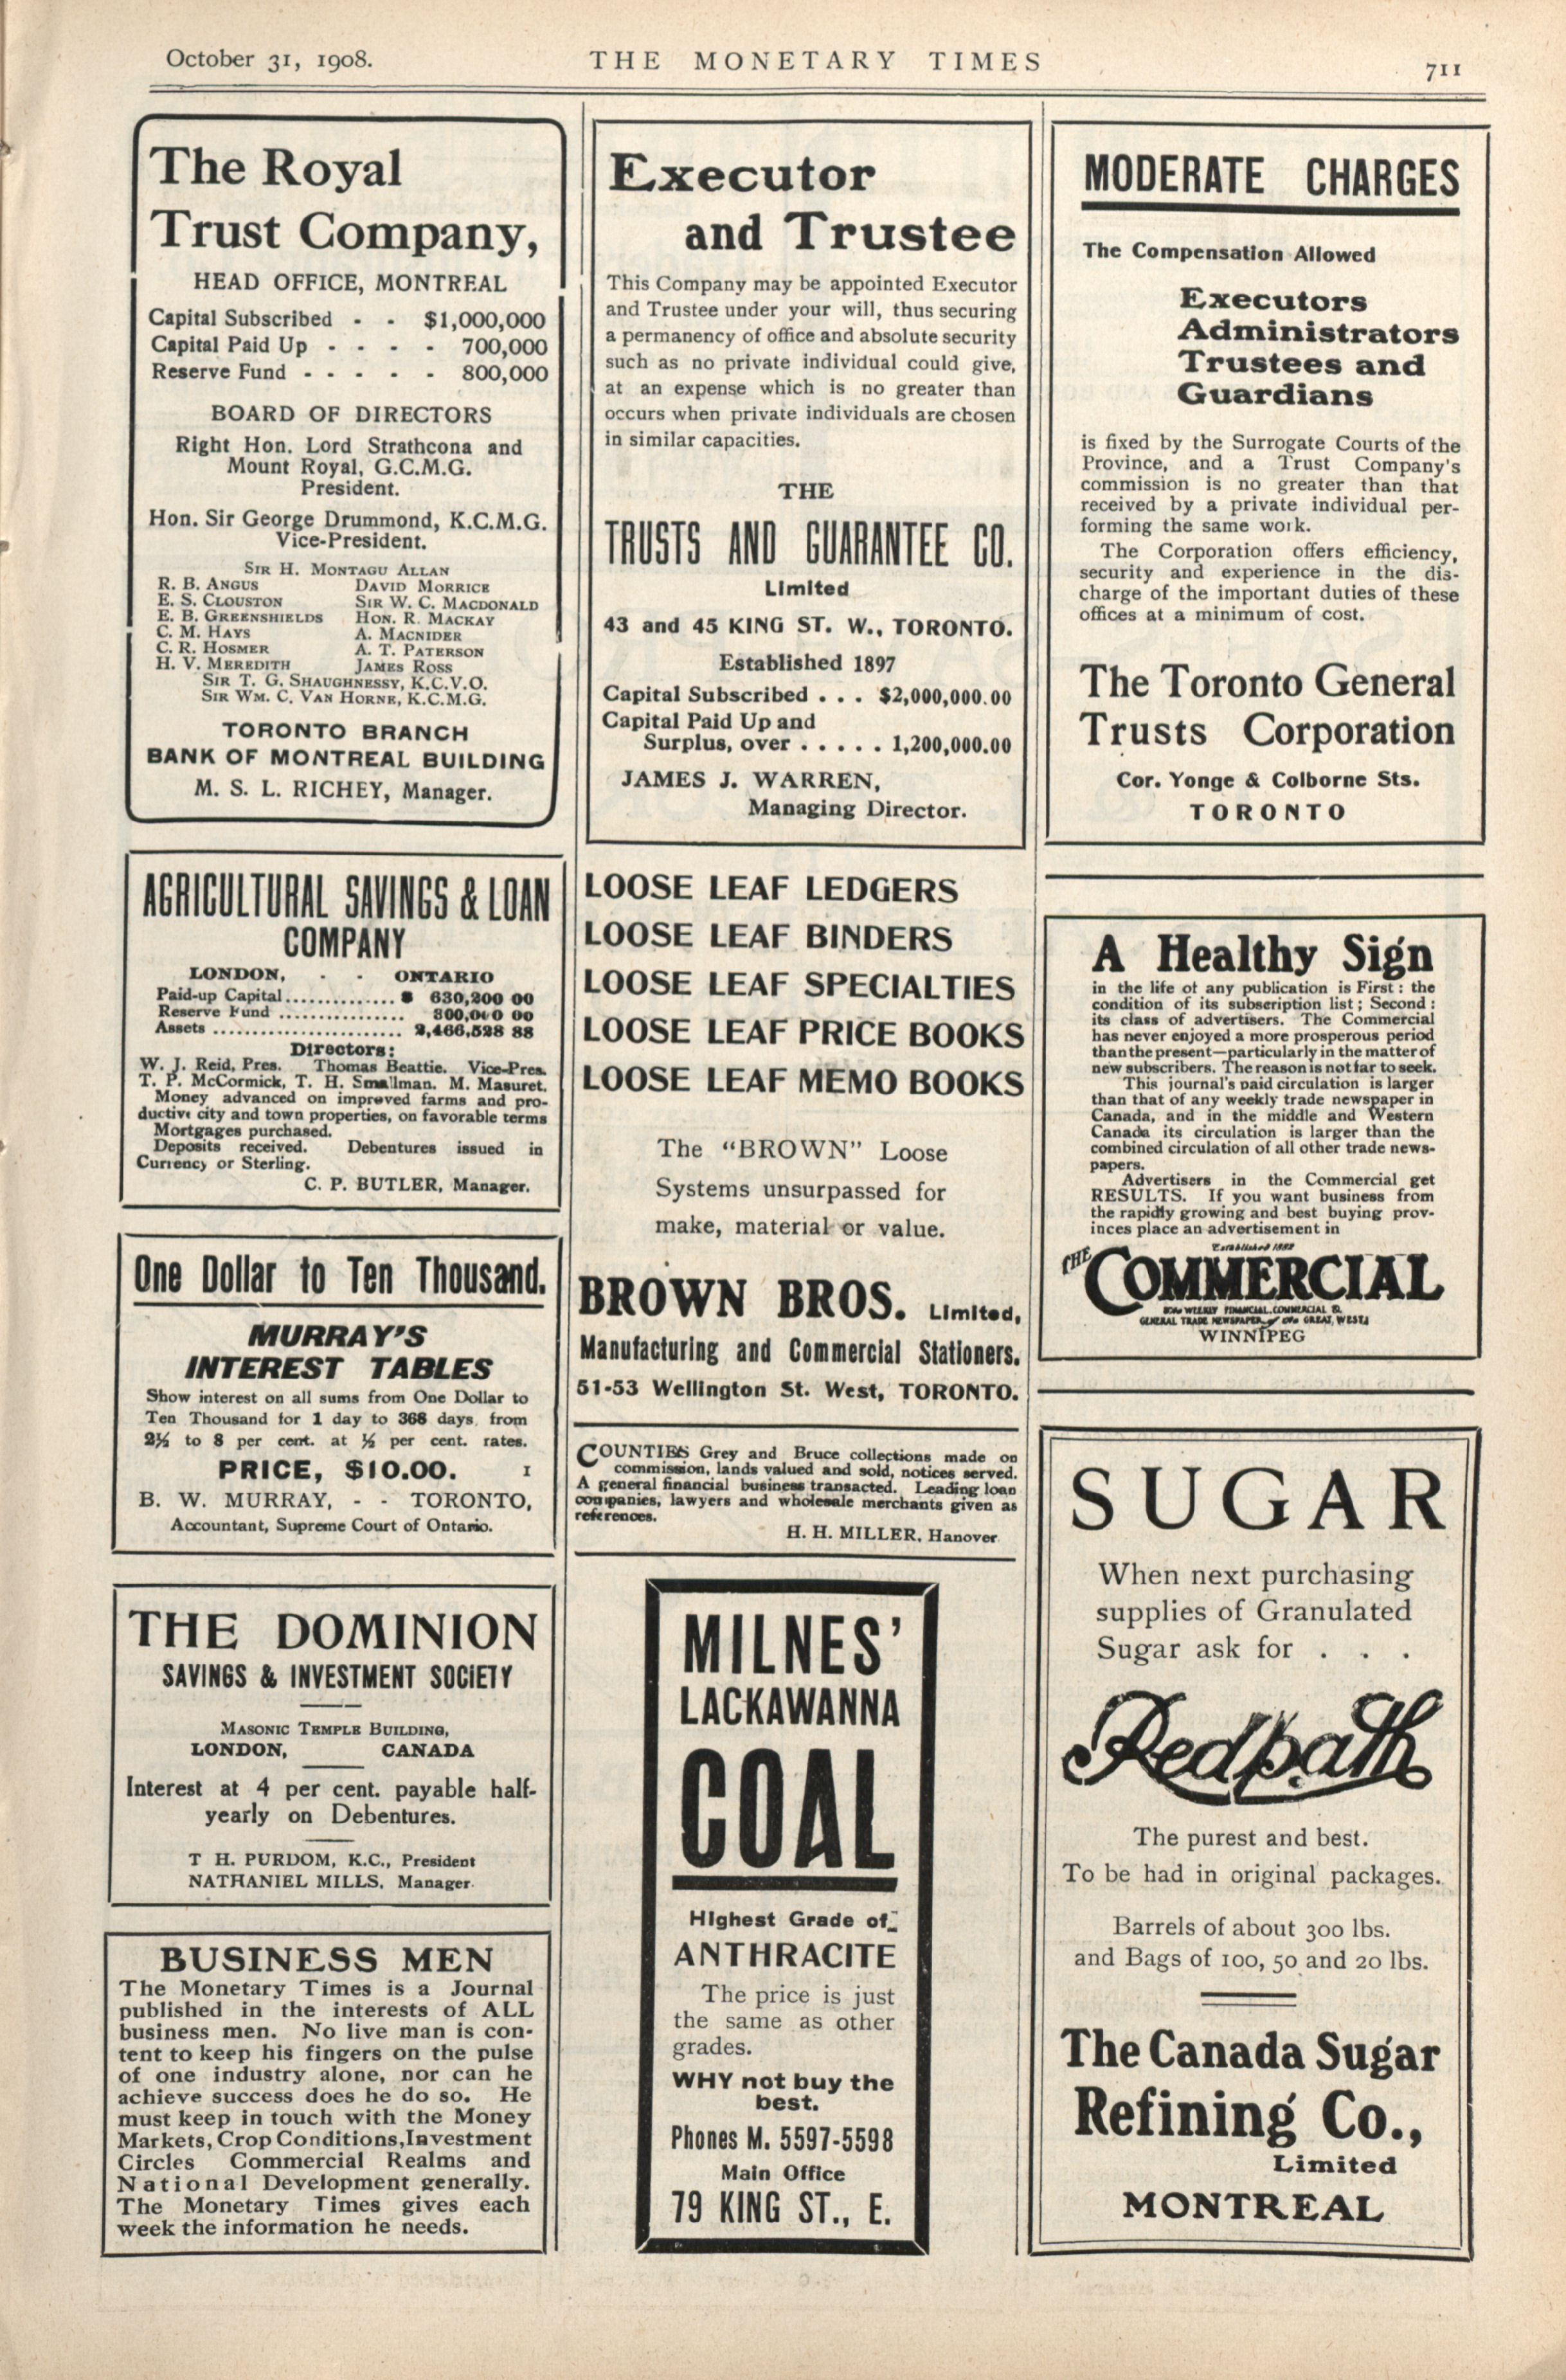 October 31, 1908.
THE MONETARY TIMES
711
The Royal
Trust Company,
HEAD OFFICE, MONTREAL
Capital Subscribed - - $1,000,000
Capital Paid Up - - - - 700,000
Reserve Fund - - - - - 800,000
BOARD OF DIRECTORS
Right Hon. Lord Strathcona and
Mount Royal, G.C.M.G.
President.
Hon. Sir George Drummond, K.C.M.G.
Vice-President.
SIR H. MONTAGU ALLAN
R. B. ANGUS DAVID MORRICE
E. S. CLOUSTON SIR W. C. MACDONALD
E. B. GREENSHIELDS HON. R. MACKAY
C. M. HAYS A. MACNIDER
C. R. HOSMER A. T. PATERSON
H. V. MEREDITH JAMES ROSS
SIR T. G. SHAUGHNESSY, K.C.V.O.
SIR WM. C. VAN HORNE, K.C.M.G.
TORONTO BRANCH
BANK OF MONTREAL BUILDING
M. S. L. RICHEY, Manager.
AGRICULTURAL SAVINGS & LOAN
COMPANY
LONDON, - - ONTARIO
Paid-up Capital.............. $ 630,200 00
Reserve Fund ................ 300,000 00
Assets ........................ 2,466,528 88
Directors:
W. J. Reid, Pres. Thomas Beattie. Vice-Pres.
T. P. McCormick, T. H. Smallman. M. Masuret.
Money advanced on improved farms and pro-
ductive city and town properties, on favorable terms
Mortgages purchased.
Deposits received. Debentures issued in
Currency or Sterling.
C. P. BUTLER, Manager.
One Dollar to Ten Thousand.
MURRAY'S
INTEREST TABLES
Show interest on all sums from One Dollar to
Ten Thousand for 1 day to 368 days, from
2½ to 8 per cent. at ½ per cent. rates.
PRICE, $10.00. I
B. W. MURRAY, - - TORONTO,
Accountant, Supreme Court of Ontario.
THE DOMINION
SAVINGS & INVESTMENT SOCIETY
MASONIC TEMPLE BUILDING,
LONDON, CANADA
Interest at 4 per cent. payable half-
yearly on Debentures.
T H. PURDOM, K.C., President
NATHANIEL MILLS, Manager.
BUSINESS MEN
The Monetary Times is a Journal
published in the interests of ALL
business men. No live man is con-
tent to keep his fingers on the pulse
of one industry alone, nor can he
achieve success does he do so. He
must keep in touch with the Money
Markets, Crop Conditions, Investment
Circles Commercial Realms and
National Development generally.
The Monetary Times gives each
week the information he needs.
Executor
and Trustee
This Company may be appointed Executor
and Trustee under your will, thus securing
a permanency of office and absolute security
such as no private individual could give,
at an expense which is no greater than
occurs when private individuals are chosen
in similar capacities.
THE
TRUSTS AND GUARANTEE CO.
Limited
43 and 45 KING ST. W., TORONTO.
Established 1897
Capital Subscribed . . . $2,000,000.00
Capital Paid Up and
Surplus, over . . . . . 1,200,000.00
JAMES J. WARREN,
Managing Director.
LOOSE LEAF LEDGERS
LOOSE LEAF BINDERS
LOOSE LEAF SPECIALTIES
LOOSE LEAF PRICE BOOKS
LOOSE LEAF MEMO BOOKS
The "BROWN" Loose
Systems unsurpassed for
make, material or value.
BROWN BROS. Limited,
Manufacturing and Commercial Stationers.
51-53 Wellington St. West, TORONTO.
COUNTIES Grey and Bruce collections made on
commission, lands valued and sold, notices served.
A general financial business transacted. Leading loan
companies, lawyers and wholesale merchants given as
references.
H. H. MILLER, Hanover
MILNES'
LACKAWANNA
COAL
Highest Grade of
ANTHRACITE
The price is just
the same as other
grades.
WHY not buy the
best.
Phones M. 5597-5598
Main Office
79 KING ST., E.
MODERATE CHARGES
The Compensation Allowed
Executors
Administrators
Trustees and
Guardians
is fixed by the Surrogate Courts of the
Province, and a Trust Company's
commission is no greater than that
received by a private individual per-
forming the same work.
The Corporation offers efficiency,
security and experience in the dis-
charge of the important duties of these
offices at a minimum of cost.
The Toronto General
Trusts Corporation
Cor. Yonge & Colborne Sts.
TORONTO
A Healthy Sign
in the life of any publication is First: the
condition of its subscription list; Second:
its class of advertisers. The Commercial
has never enjoyed a more prosperous period
than the present—particularly in the matter of
new subscribers. The reason is not far to seek.
This journal's paid circulation is larger
than that of any weekly trade newspaper in
Canada, and in the middle and Western
Canada its circulation is larger than the
combined circulation of all other trade news-
papers.
Advertisers in the Commercial get
RESULTS. If you want business from
the rapidly growing and best buying prov-
inces place an advertisement in
Established 1882
THE COMMERCIAL
WEEKLY FINANCIAL, COMMERCIAL &
GENERAL TRADE NEWSPAPER OF THE GREAT WEST
WINNIPEG
SUGAR
When next purchasing
supplies of Granulated
Sugar ask for . . .
Redpath
The purest and best.
To be had in original packages.
Barrels of about 300 lbs.
and Bags of 100, 50 and 20 lbs.
The Canada Sugar
Refining Co.,
Limited
MONTREAL